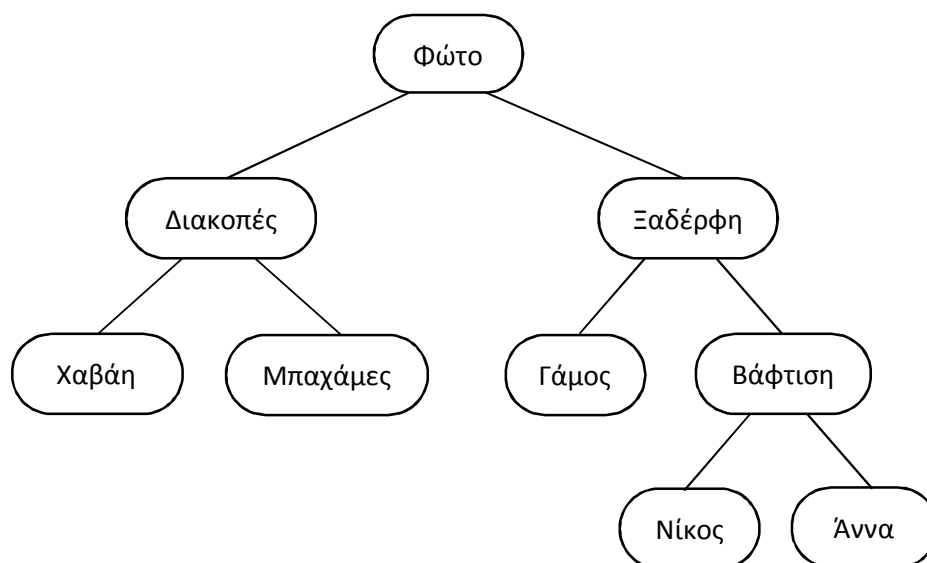 Φώτο
Διακοπές
Ξαδέρφη
Χαβάη
Μπαχάμες
Γάμος
Βάφτιση
Νίκος
Άννα